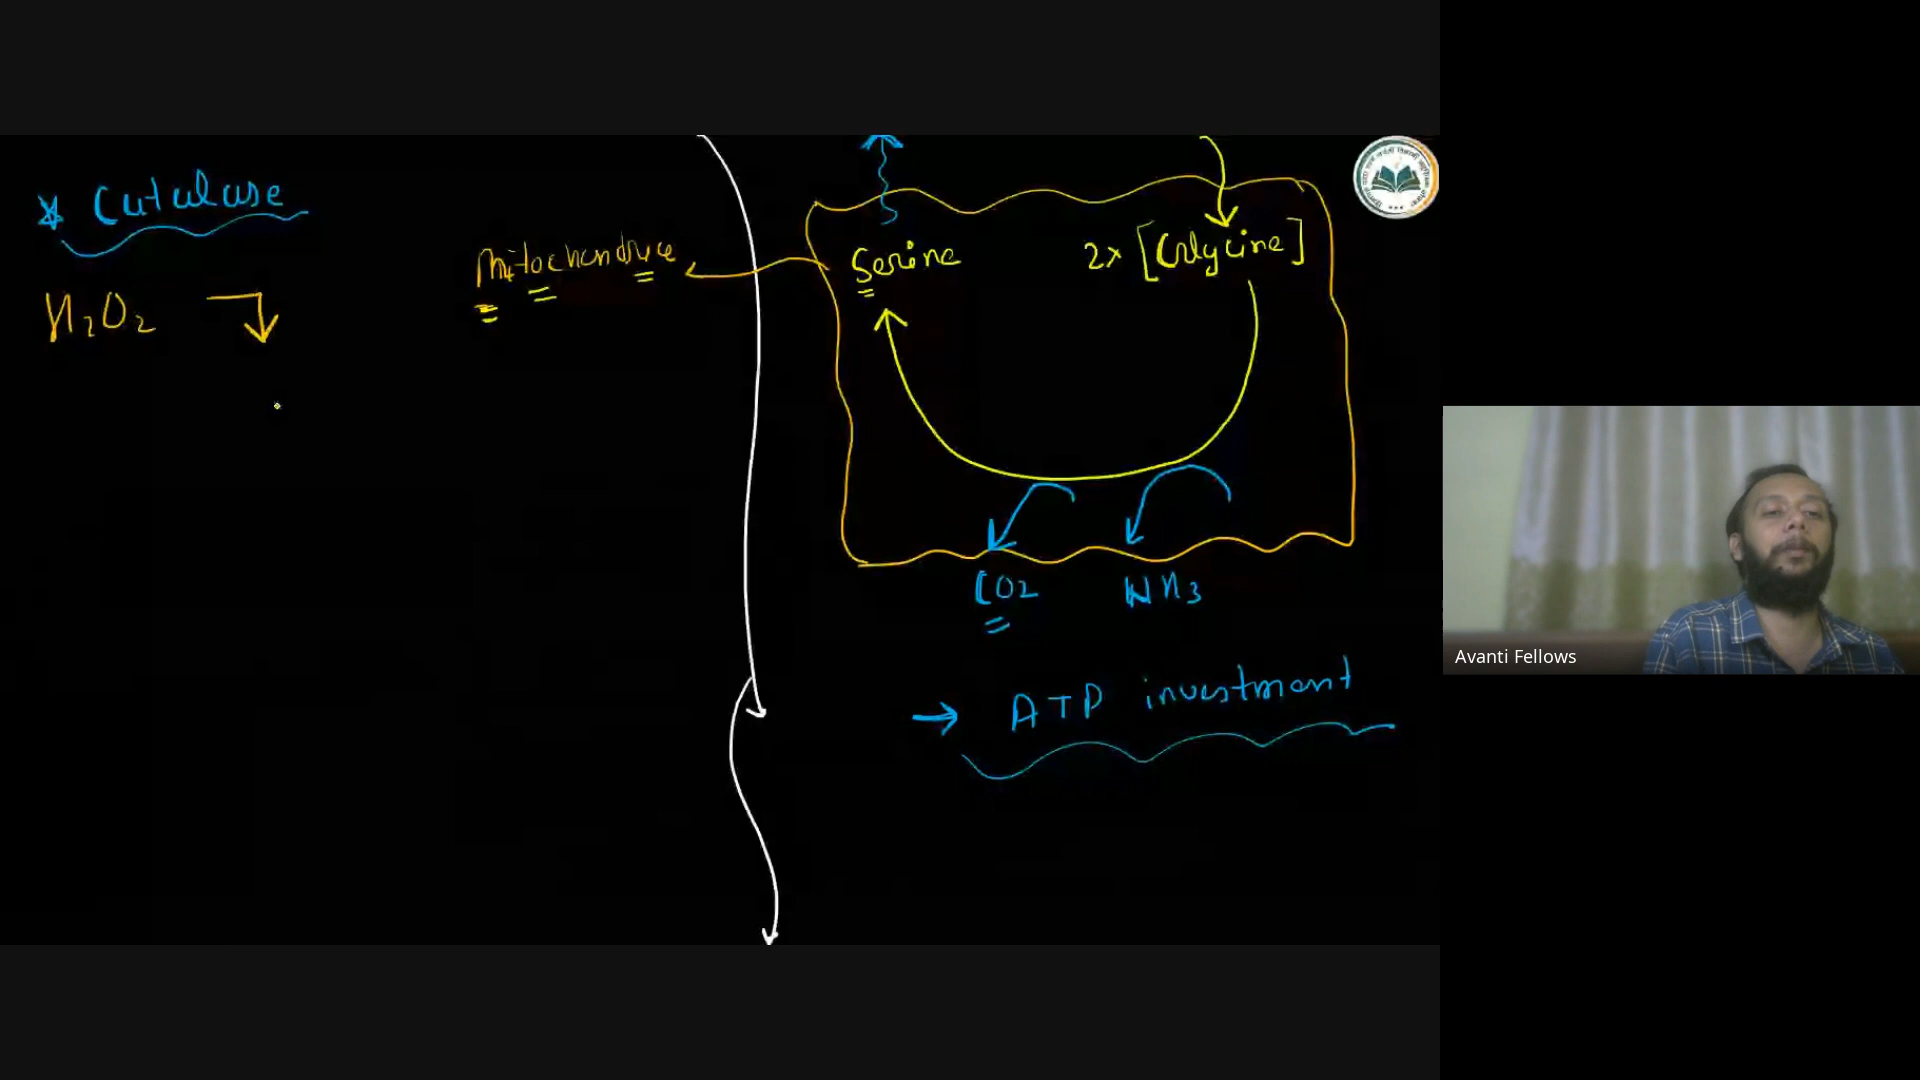 * Catalase
H₂O₂
Mitochondria
Serine 2x [Glycine]
CO₂ NH₃
→ ATP investment
Avanti Fellows